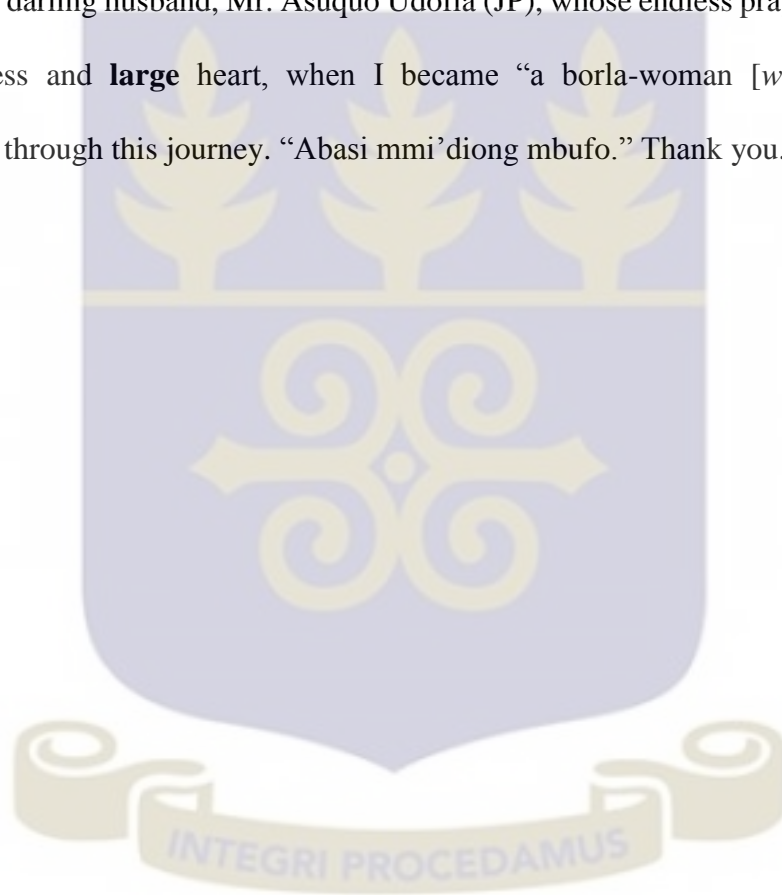 darling husband, Mr. Asuquo Udofia (JP), whose endless
ess and large heart, when I became “a borla-woman
through this journey. “Abasi mmi’diong mbufo.” Thank you.
INTEGRI PROCEDAMUS